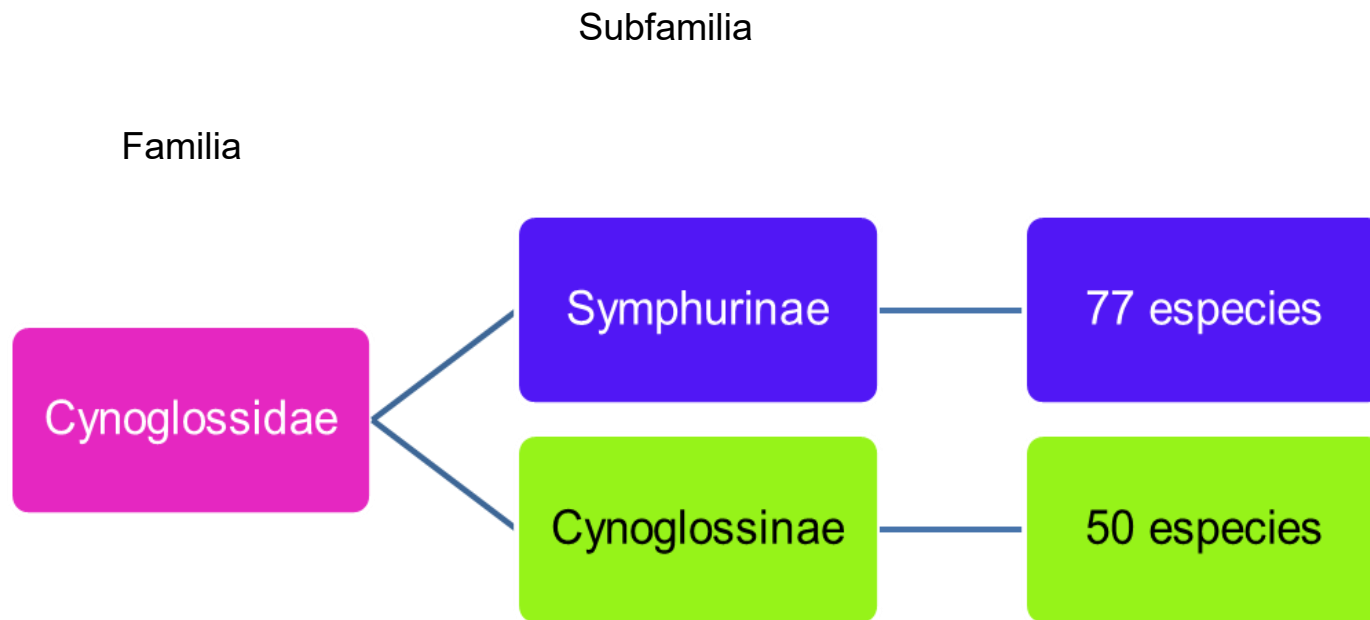 Subfamilia
Familia
Symphurinae
77 especies
Cynoglossidae
Cynoglossinae
50 especies